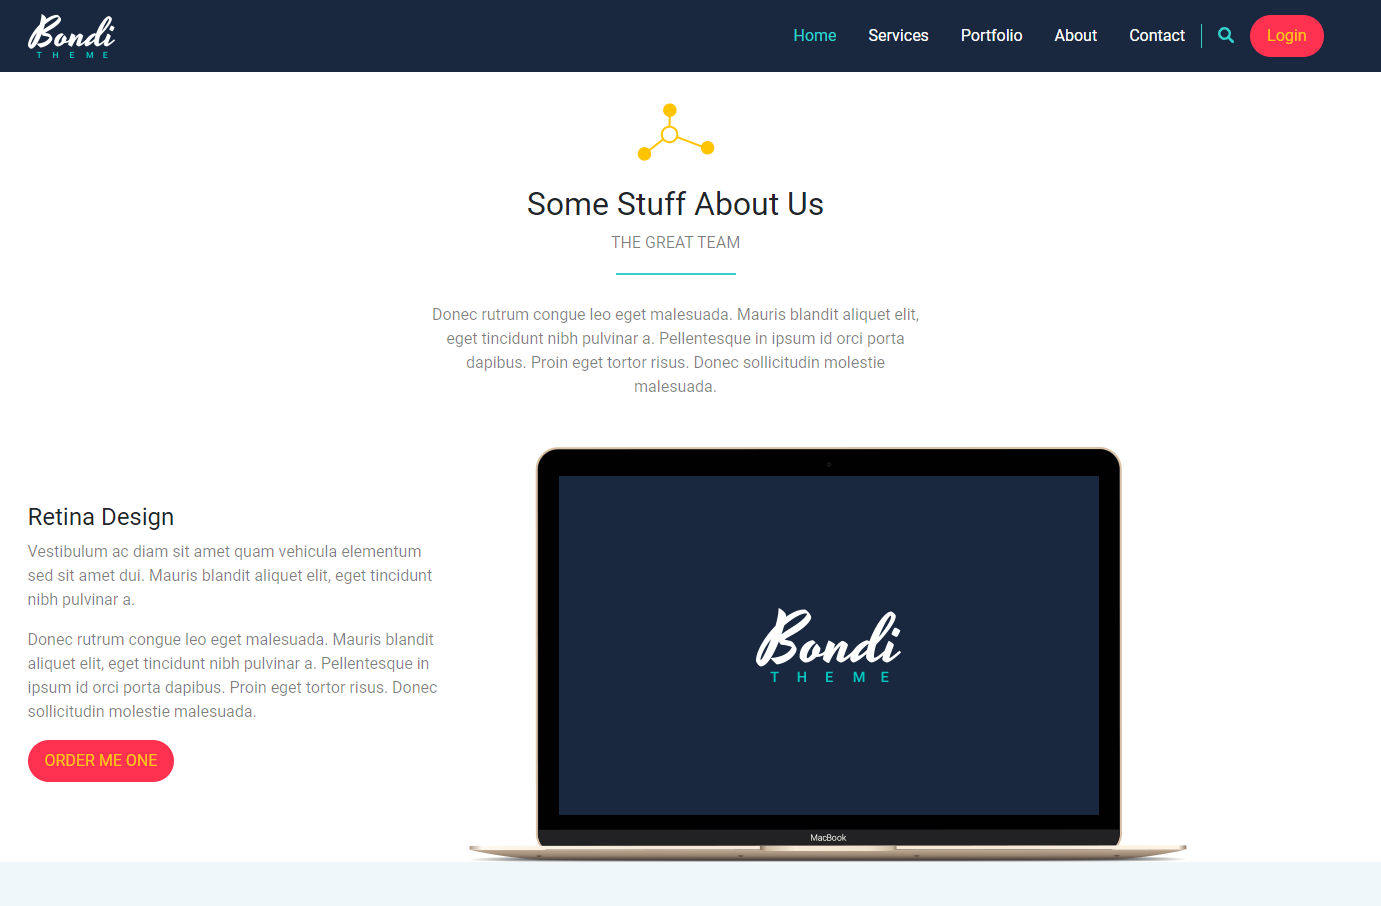 Bondi
THEME
Home Services Portfolio About Contact Login
Some Stuff About Us
THE GREAT TEAM
Donec rutrum congue leo eget malesuada. Mauris blandit aliquet elit,
eget tincidunt nibh pulvinar a. Pellentesque in ipsum id orci porta
dapibus. Proin eget tortor risus. Donec sollicitudin molestie
malesuada.
Retina Design
Vestibulum ac diam sit amet quam vehicula elementum
sed sit amet dui. Mauris blandit aliquet elit, eget tincidunt
nibh pulvinar a.
Donec rutrum congue leo eget malesuada. Mauris blandit
aliquet elit, eget tincidunt nibh pulvinar a. Pellentesque in
ipsum id orci porta dapibus. Proin eget tortor risus. Donec
sollicitudin molestie malesuada.
ORDER ME ONE
Bondi
THEME
MacBook